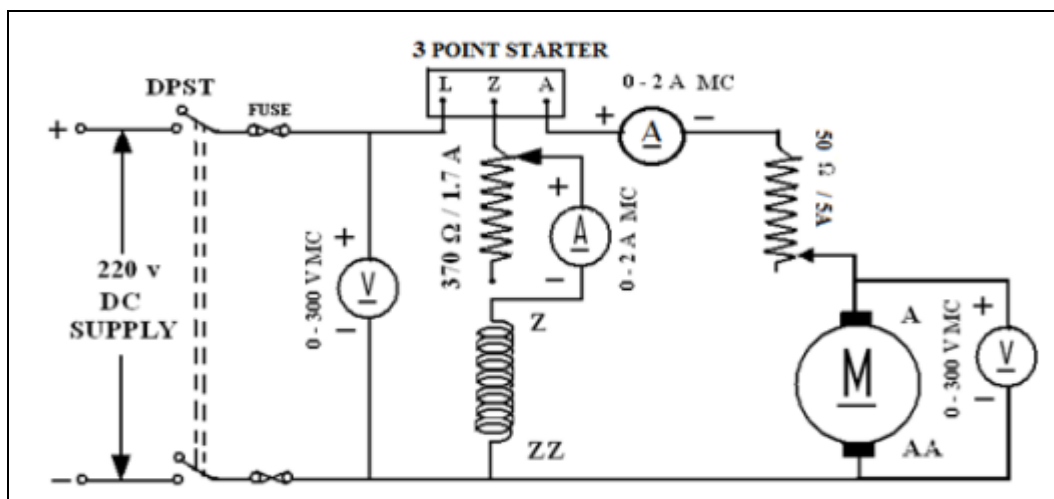 3 POINT STARTER
L Z A
DPST
FUSE
0 - 2 A MC
+ -
A
+
220 v
DC
SUPPLY
-
+
V
-
0 - 300 V MC
370 Ω / 1.7 A
+
A
-
0 - 2 A MC
50 Ω / 5A
Z
ZZ
A
M
AA
+
V
-
0 - 300 V MC